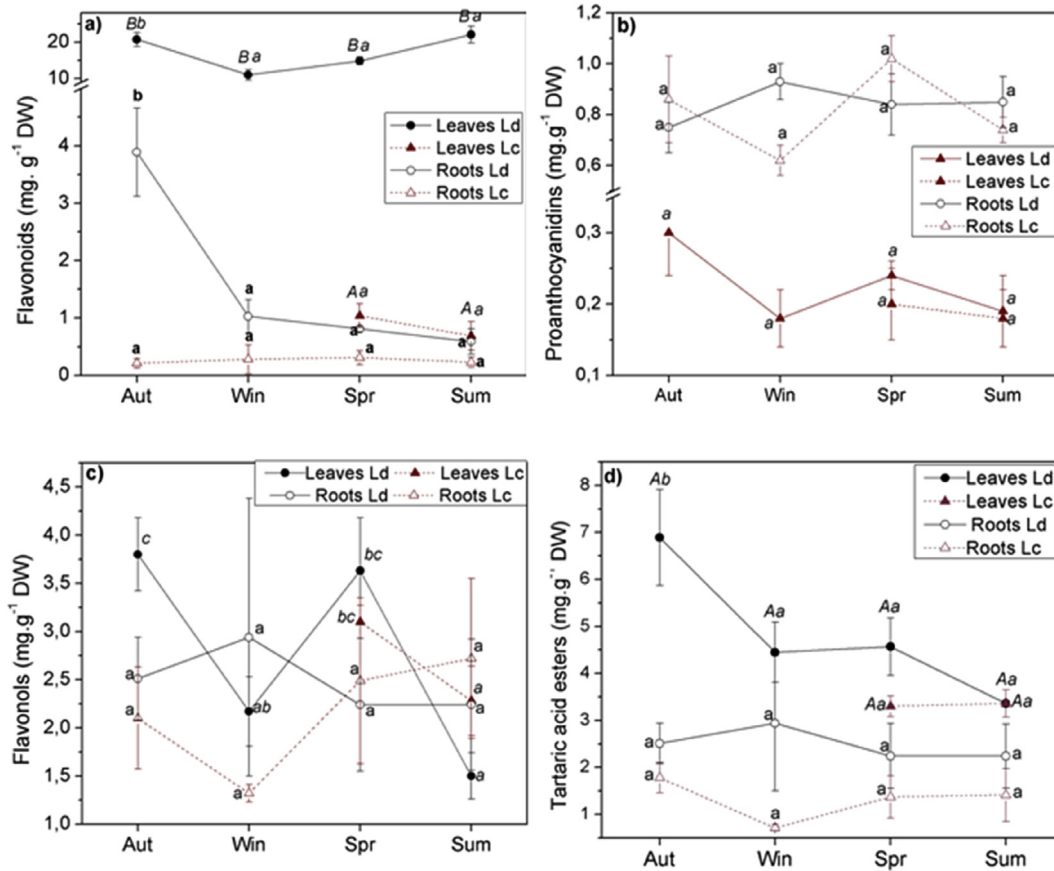 a)
Flavonoids (mg. g-1 DW)
20
10
4
3
2
1
0
Bb
B a
B a
B a
b
a
a
a
A a
A a
a
a
a
a
Leaves Ld
Leaves Lc
Roots Ld
Roots Lc
Aut Win Spr Sum
b)
Proanthocyanidins (mg.g-1 DW)
1,2
1,0
0,8
0,6
0,3
0,2
0,1
a
a
a
a
a
a
a
a
a
a
a
a
a
a
Leaves Ld
Leaves Lc
Roots Ld
Roots Lc
Aut Win Spr Sum
c)
Flavonols (mg.g-1 DW)
4,5
4,0
3,5
3,0
2,5
2,0
1,5
1,0
Leaves Ld Leaves Lc
Roots Ld Roots Lc
c
bc
bc
a
a
a
a
a
a
a
a
ab
a
a
Aut Win Spr Sum
d)
Tartaric acid esters (mg.g-1 DW)
8
7
6
5
4
3
2
1
Ab
Aa
Aa
Aa
Aa
Aa
a
a
a
a
a
a
a
a
Leaves Ld
Leaves Lc
Roots Ld
Roots Lc
Aut Win Spr Sum